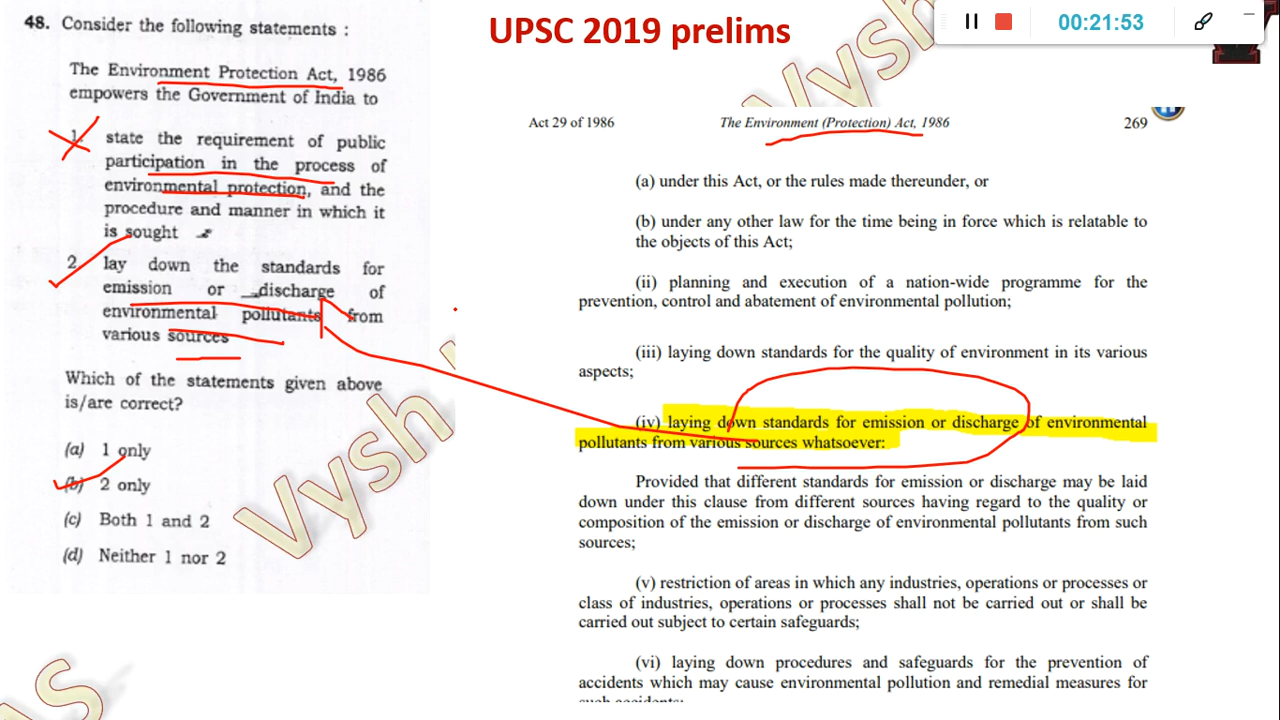 UPSC 2019 prelims
00:21:53
48. Consider the following statements :
The Environment Protection Act, 1986
empowers the Government of India to
1. state the requirement of public
participation in the process of
environmental protection, and the
procedure and manner in which it
is sought
2. lay down the standards for
emission or discharge of
environmental pollutants from
various sources
Which of the statements given above
is/are correct?
(a) 1 only
(b) 2 only
(c) Both 1 and 2
(d) Neither 1 nor 2
Act 29 of 1986 The Environment (Protection) Act, 1986 269
(a) under this Act, or the rules made thereunder, or
(b) under any other law for the time being in force which is relatable to
the objects of this Act;
(ii) planning and execution of a nation-wide programme for the
prevention, control and abatement of environmental pollution;
(iii) laying down standards for the quality of environment in its various
aspects;
(iv) laying down standards for emission or discharge of environmental
pollutants from various sources whatsoever:
Provided that different standards for emission or discharge may be laid
down under this clause from different sources having regard to the quality or
composition of the emission or discharge of environmental pollutants from such
sources;
(v) restriction of areas in which any industries, operations or processes or
class of industries, operations or processes shall not be carried out or shall be
carried out subject to certain safeguards;
(vi) laying down procedures and safeguards for the prevention of
accidents which may cause environmental pollution and remedial measures for
such accidents;
Vysh
Vysh
AS